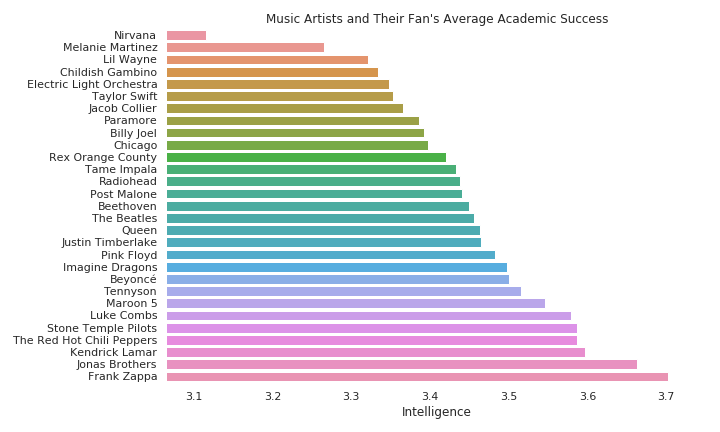 Music Artists and Their Fan's Average Academic Success
Nirvana
Melanie Martinez
Lil Wayne
Childish Gambino
Electric Light Orchestra
Taylor Swift
Jacob Collier
Paramore
Billy Joel
Chicago
Rex Orange County
Tame Impala
Radiohead
Post Malone
Beethoven
The Beatles
Queen
Justin Timberlake
Pink Floyd
Imagine Dragons
Beyoncé
Tennyson
Maroon 5
Luke Combs
Stone Temple Pilots
The Red Hot Chili Peppers
Kendrick Lamar
Jonas Brothers
Frank Zappa
3.1 3.2 3.3 3.4 3.5 3.6 3.7
Intelligence